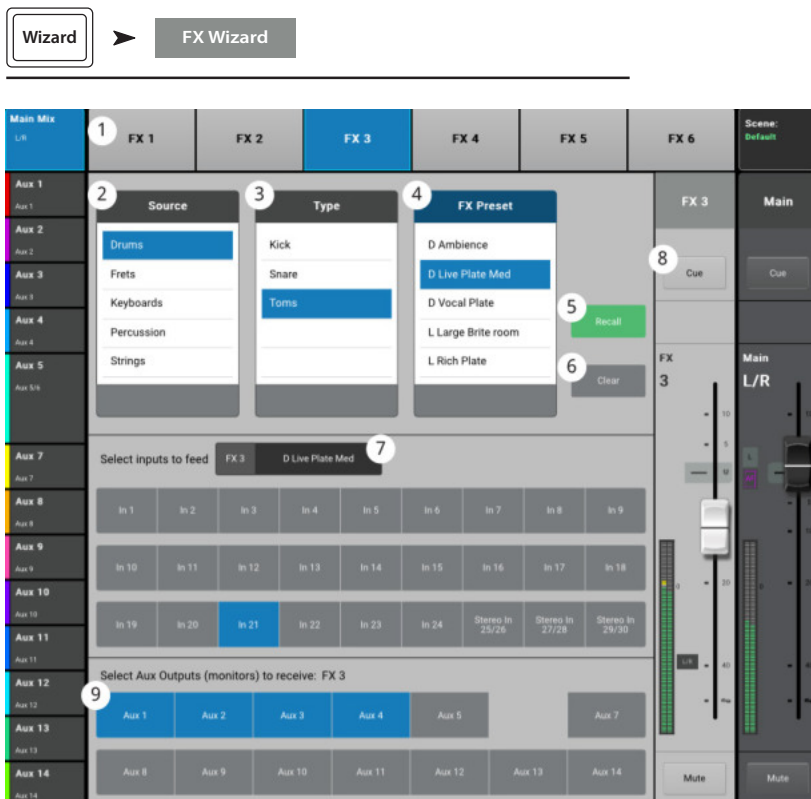 Wizard
FX Wizard
Main Mix
L/R
1
FX 1
FX 2
FX 3
FX 4
FX 5
FX 6
Scene:
Default
Aux 1
Aux 1
Aux 2
Aux 2
Aux 3
Aux 3
Aux 4
Aux 4
Aux 5
Aux 5/6
Aux 7
Aux 7
Aux 8
Aux 8
Aux 9
Aux 9
Aux 10
Aux 10
Aux 11
Aux 11
Aux 12
Aux 12
Aux 13
Aux 13
Aux 14
Aux 14
2
Source
Drums
Frets
Keyboards
Percussion
Strings
3
Type
Kick
Snare
Toms
4
FX Preset
D Ambience
D Live Plate Med
D Vocal Plate
L Large Brite room
L Rich Plate
5
Recall
6
Clear
Select inputs to feed
FX 3
D Live Plate Med
7
In 1
In 2
In 3
In 4
In 5
In 6
In 7
In 8
In 9
In 10
In 11
In 12
In 13
In 14
In 15
In 16
In 17
In 18
In 19
In 20
In 21
In 22
In 23
In 24
Stereo In
25/26
Stereo In
27/28
Stereo In
29/30
Select Aux Outputs (monitors) to receive: FX 3
9
Aux 1
Aux 2
Aux 3
Aux 4
Aux 5
Aux 7
Aux 8
Aux 9
Aux 10
Aux 11
Aux 12
Aux 13
Aux 14
FX 3
8
Cue
FX
3
10
5
M
0
20
L/R
40
Mute
Main
Cue
Main
L/R
L
0
Mute